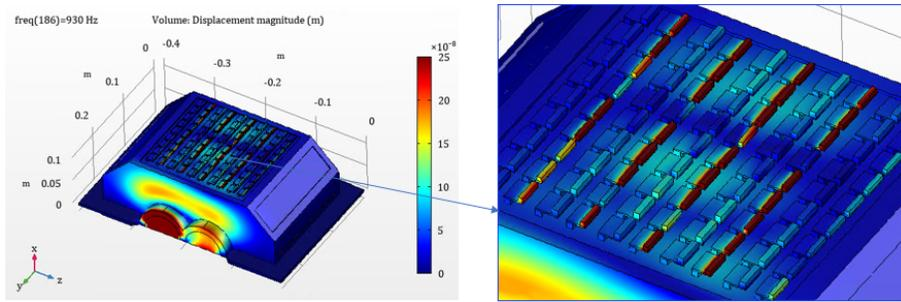 freq(186)=930 Hz Volume: Displacement magnitude (m)
0 -0.4
m 0.1 -0.3 m
0.2 -0.2
-0.1
0.1 0
m 0.05
0
×10⁻⁸
25
20
15
10
5
0
x
y z